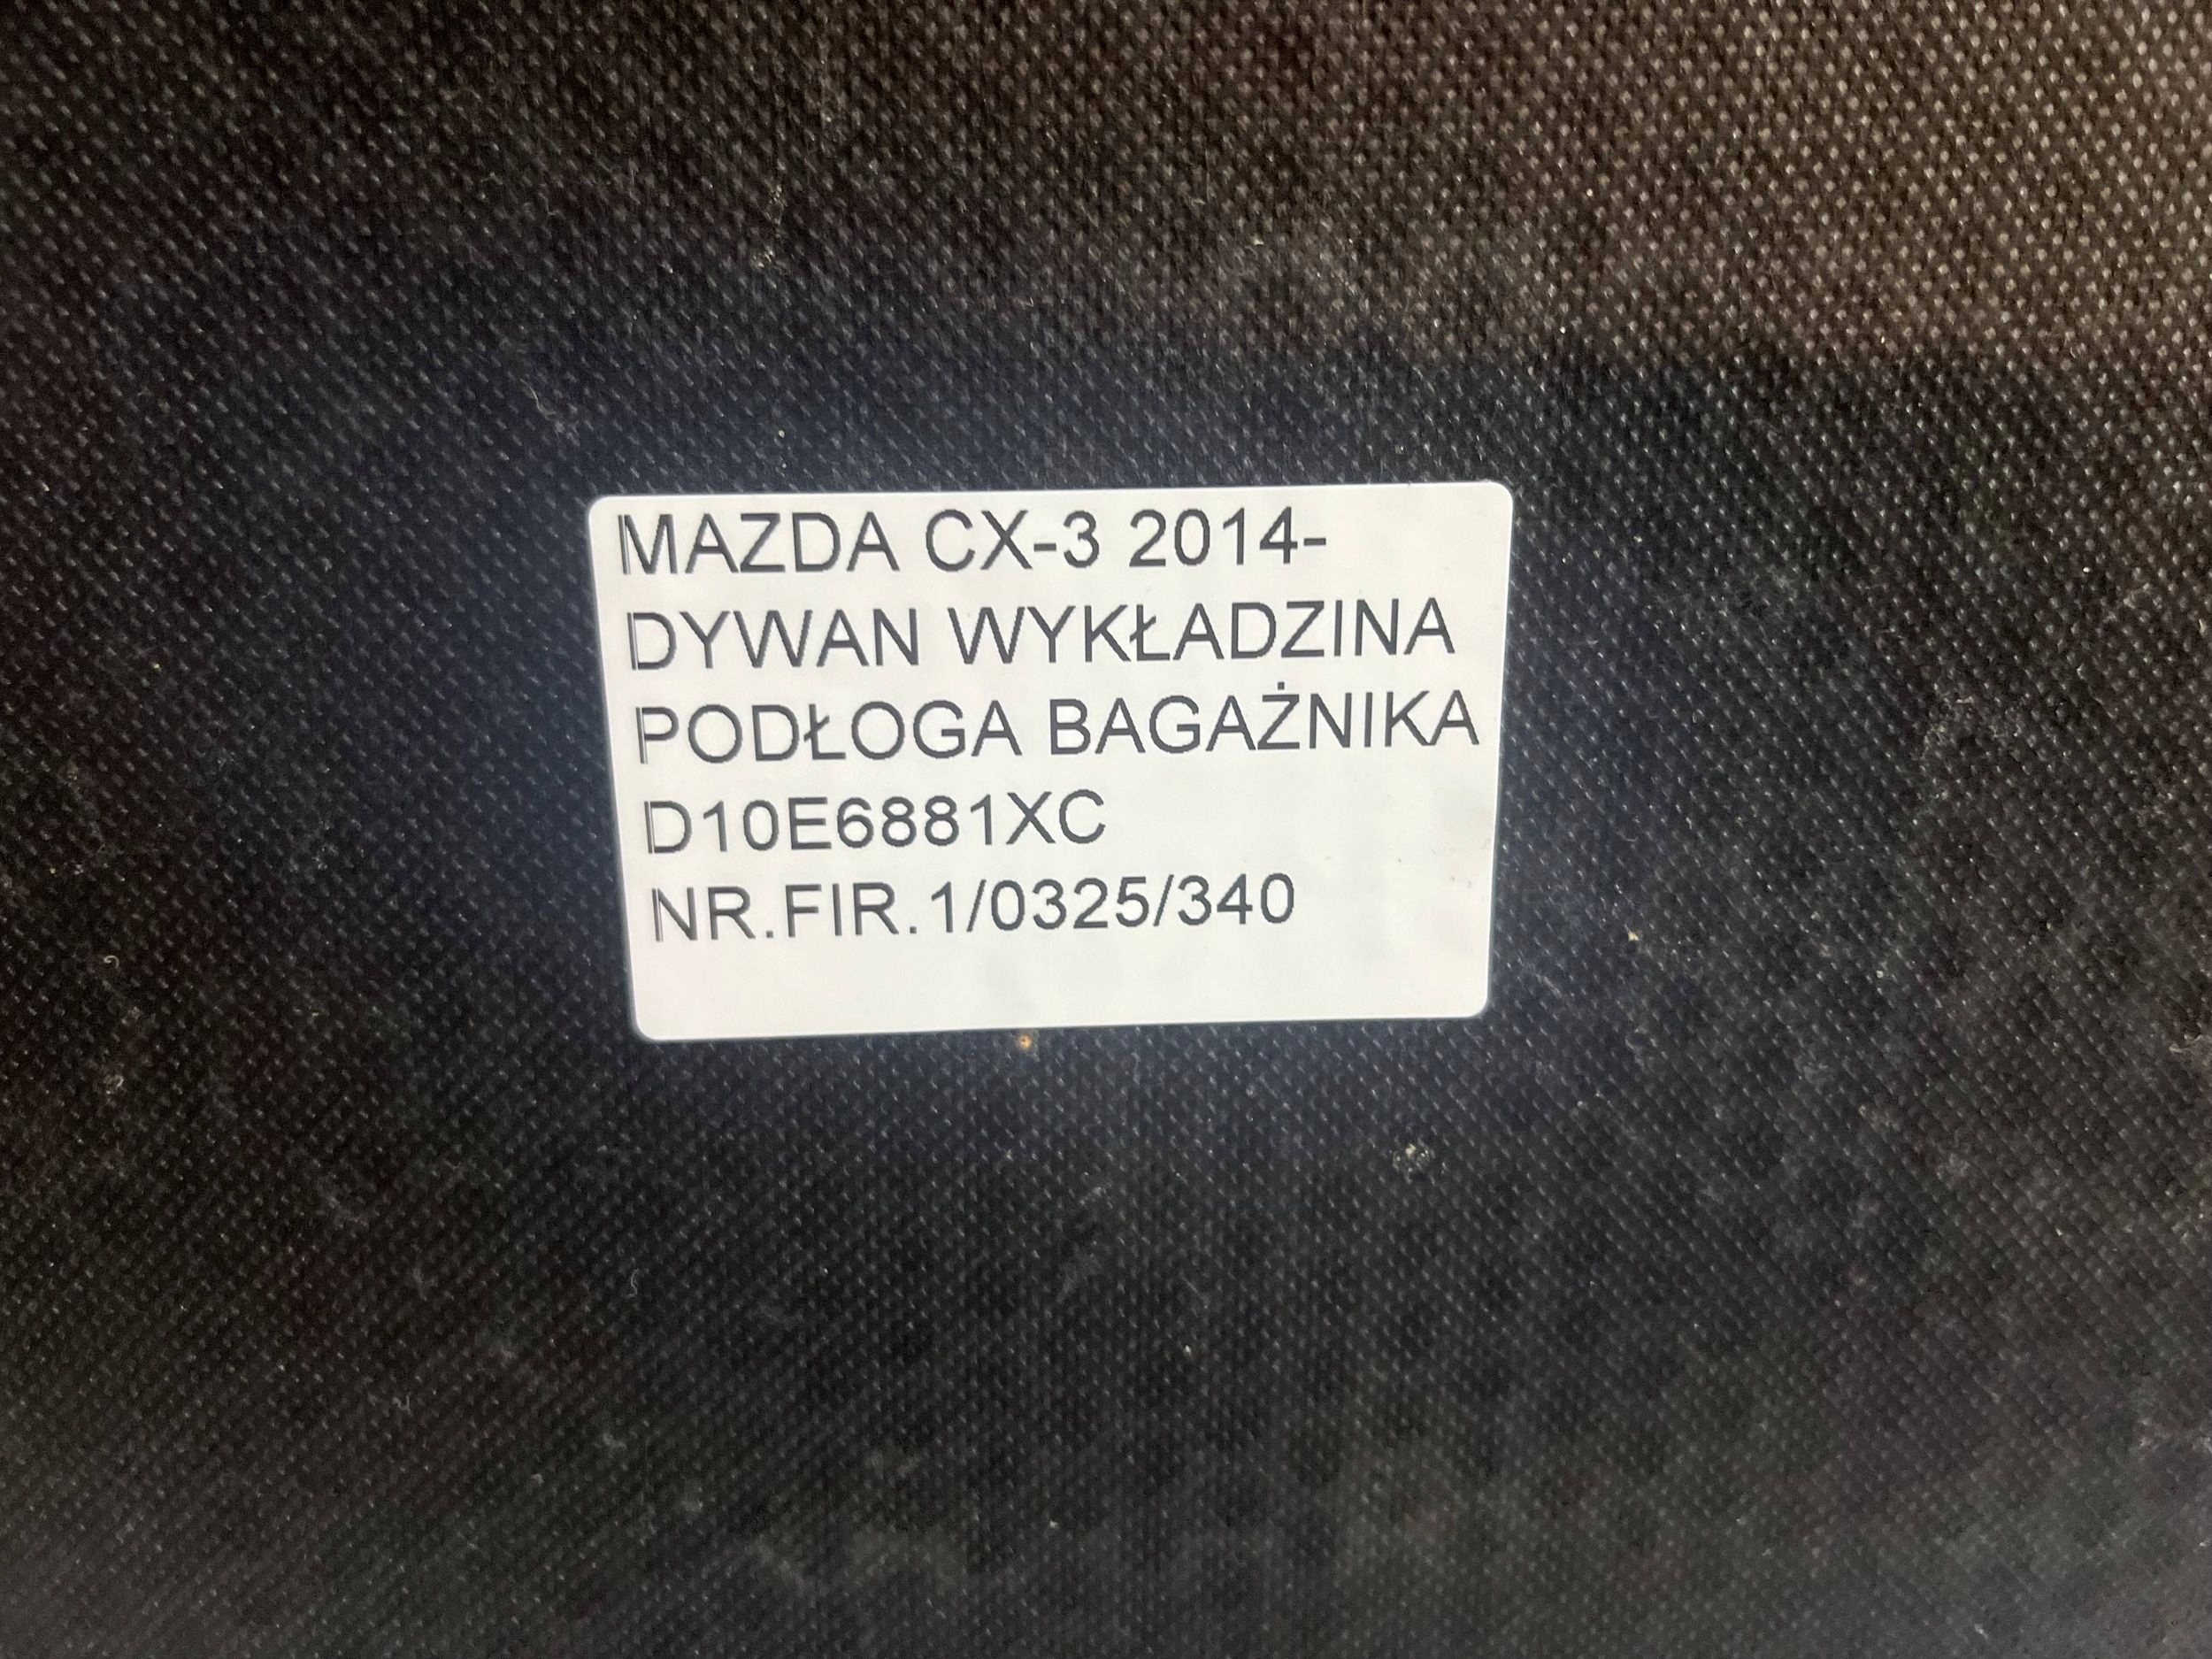 MAZDA CX-3 2014-
DYWAN WYKŁADZINA
PODŁOGA BAGAŻNIKA
D10E6881XC
NR.FIR.1/0325/340